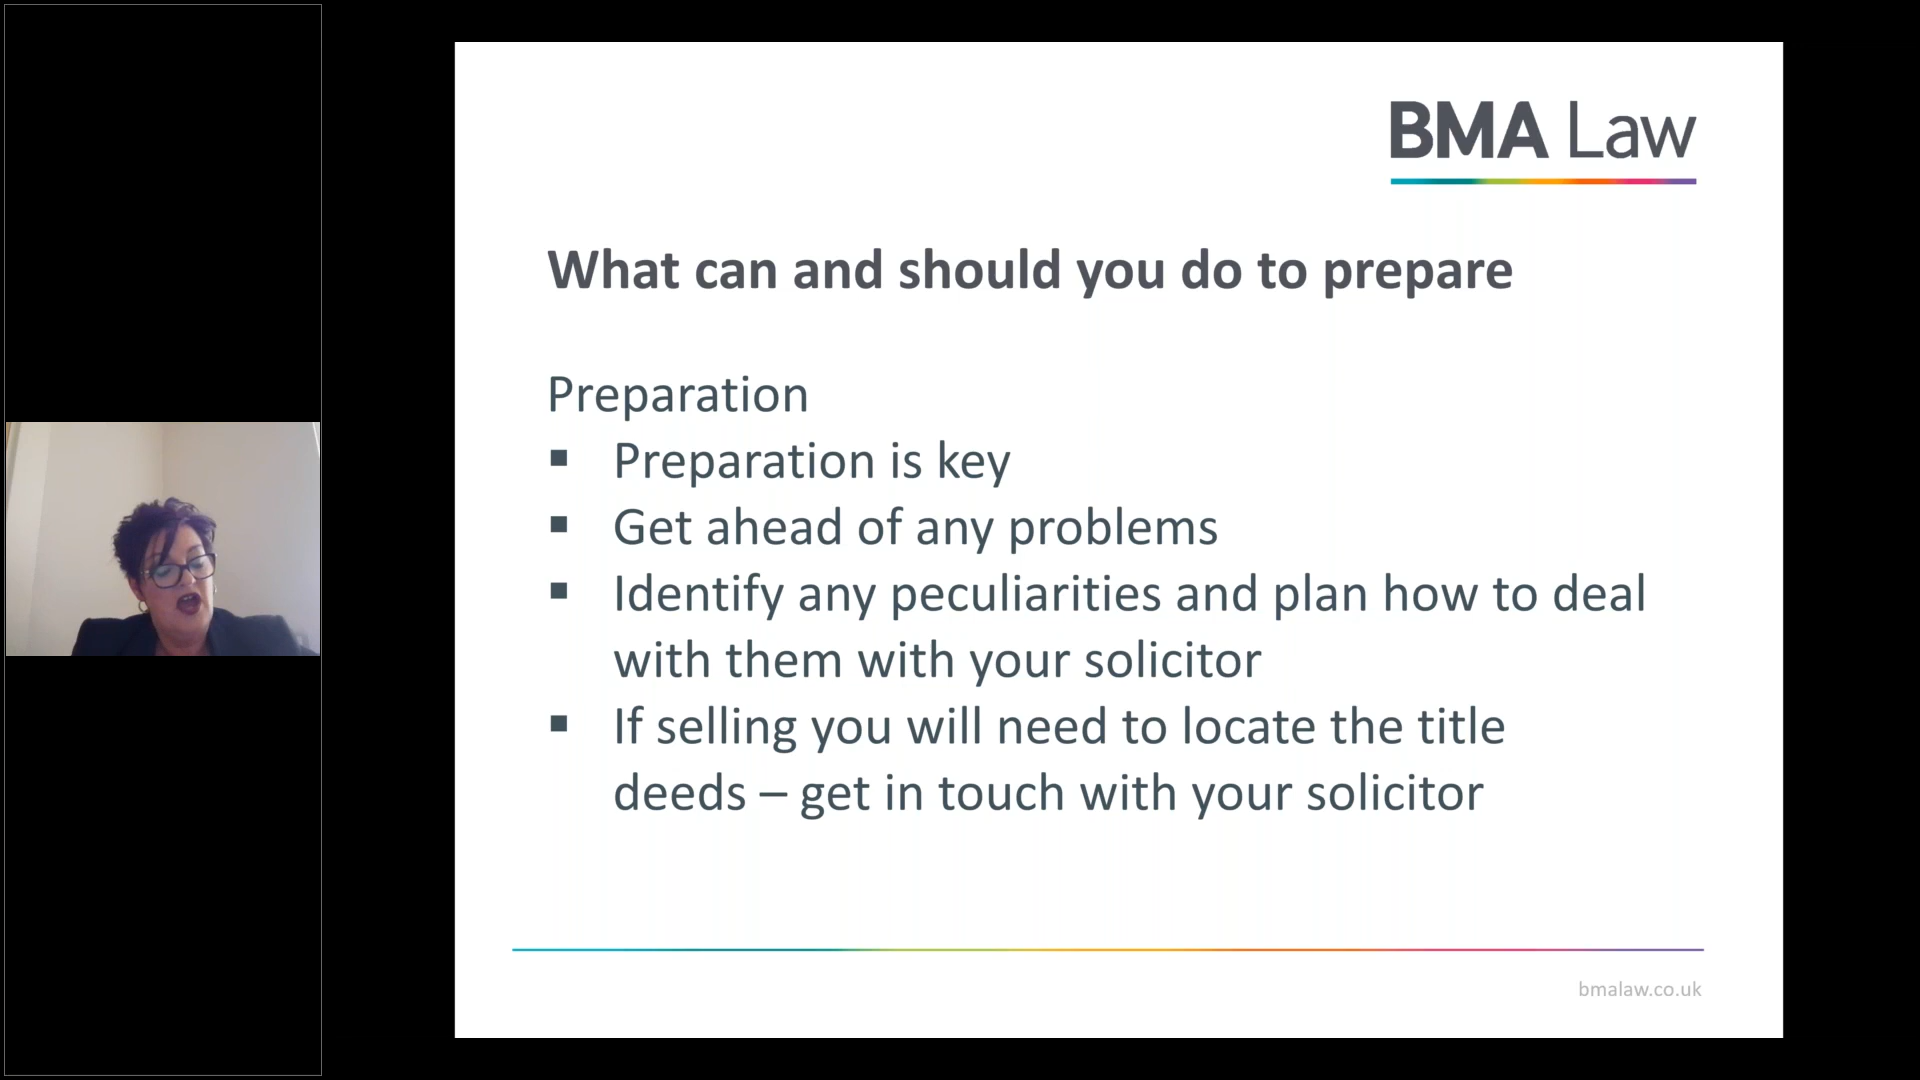 BMA Law
What can and should you do to prepare
Preparation
▪ Preparation is key
▪ Get ahead of any problems
▪ Identify any peculiarities and plan how to deal
with them with your solicitor
▪ If selling you will need to locate the title
deeds – get in touch with your solicitor
bmalaw.co.uk